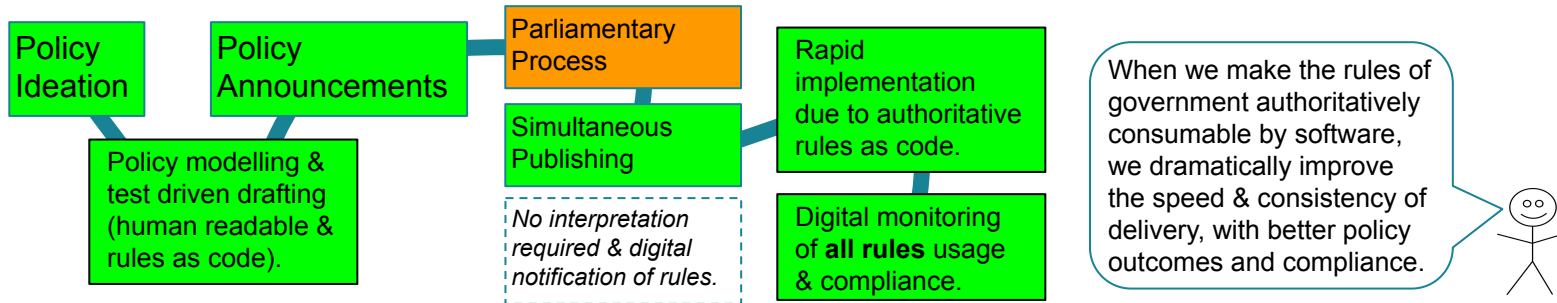 Policy
Ideation
Policy
Announcements
Policy modelling &
test driven drafting
(human readable &
rules as code).
Parliamentary
Process
Simultaneous
Publishing
No interpretation
required & digital
notification of rules.
Rapid
implementation
due to authoritative
rules as code.
Digital monitoring
of all rules usage
& compliance.
When we make the rules of
government authoritatively
consumable by software,
we dramatically improve
the speed & consistency of
delivery, with better policy
outcomes and compliance.